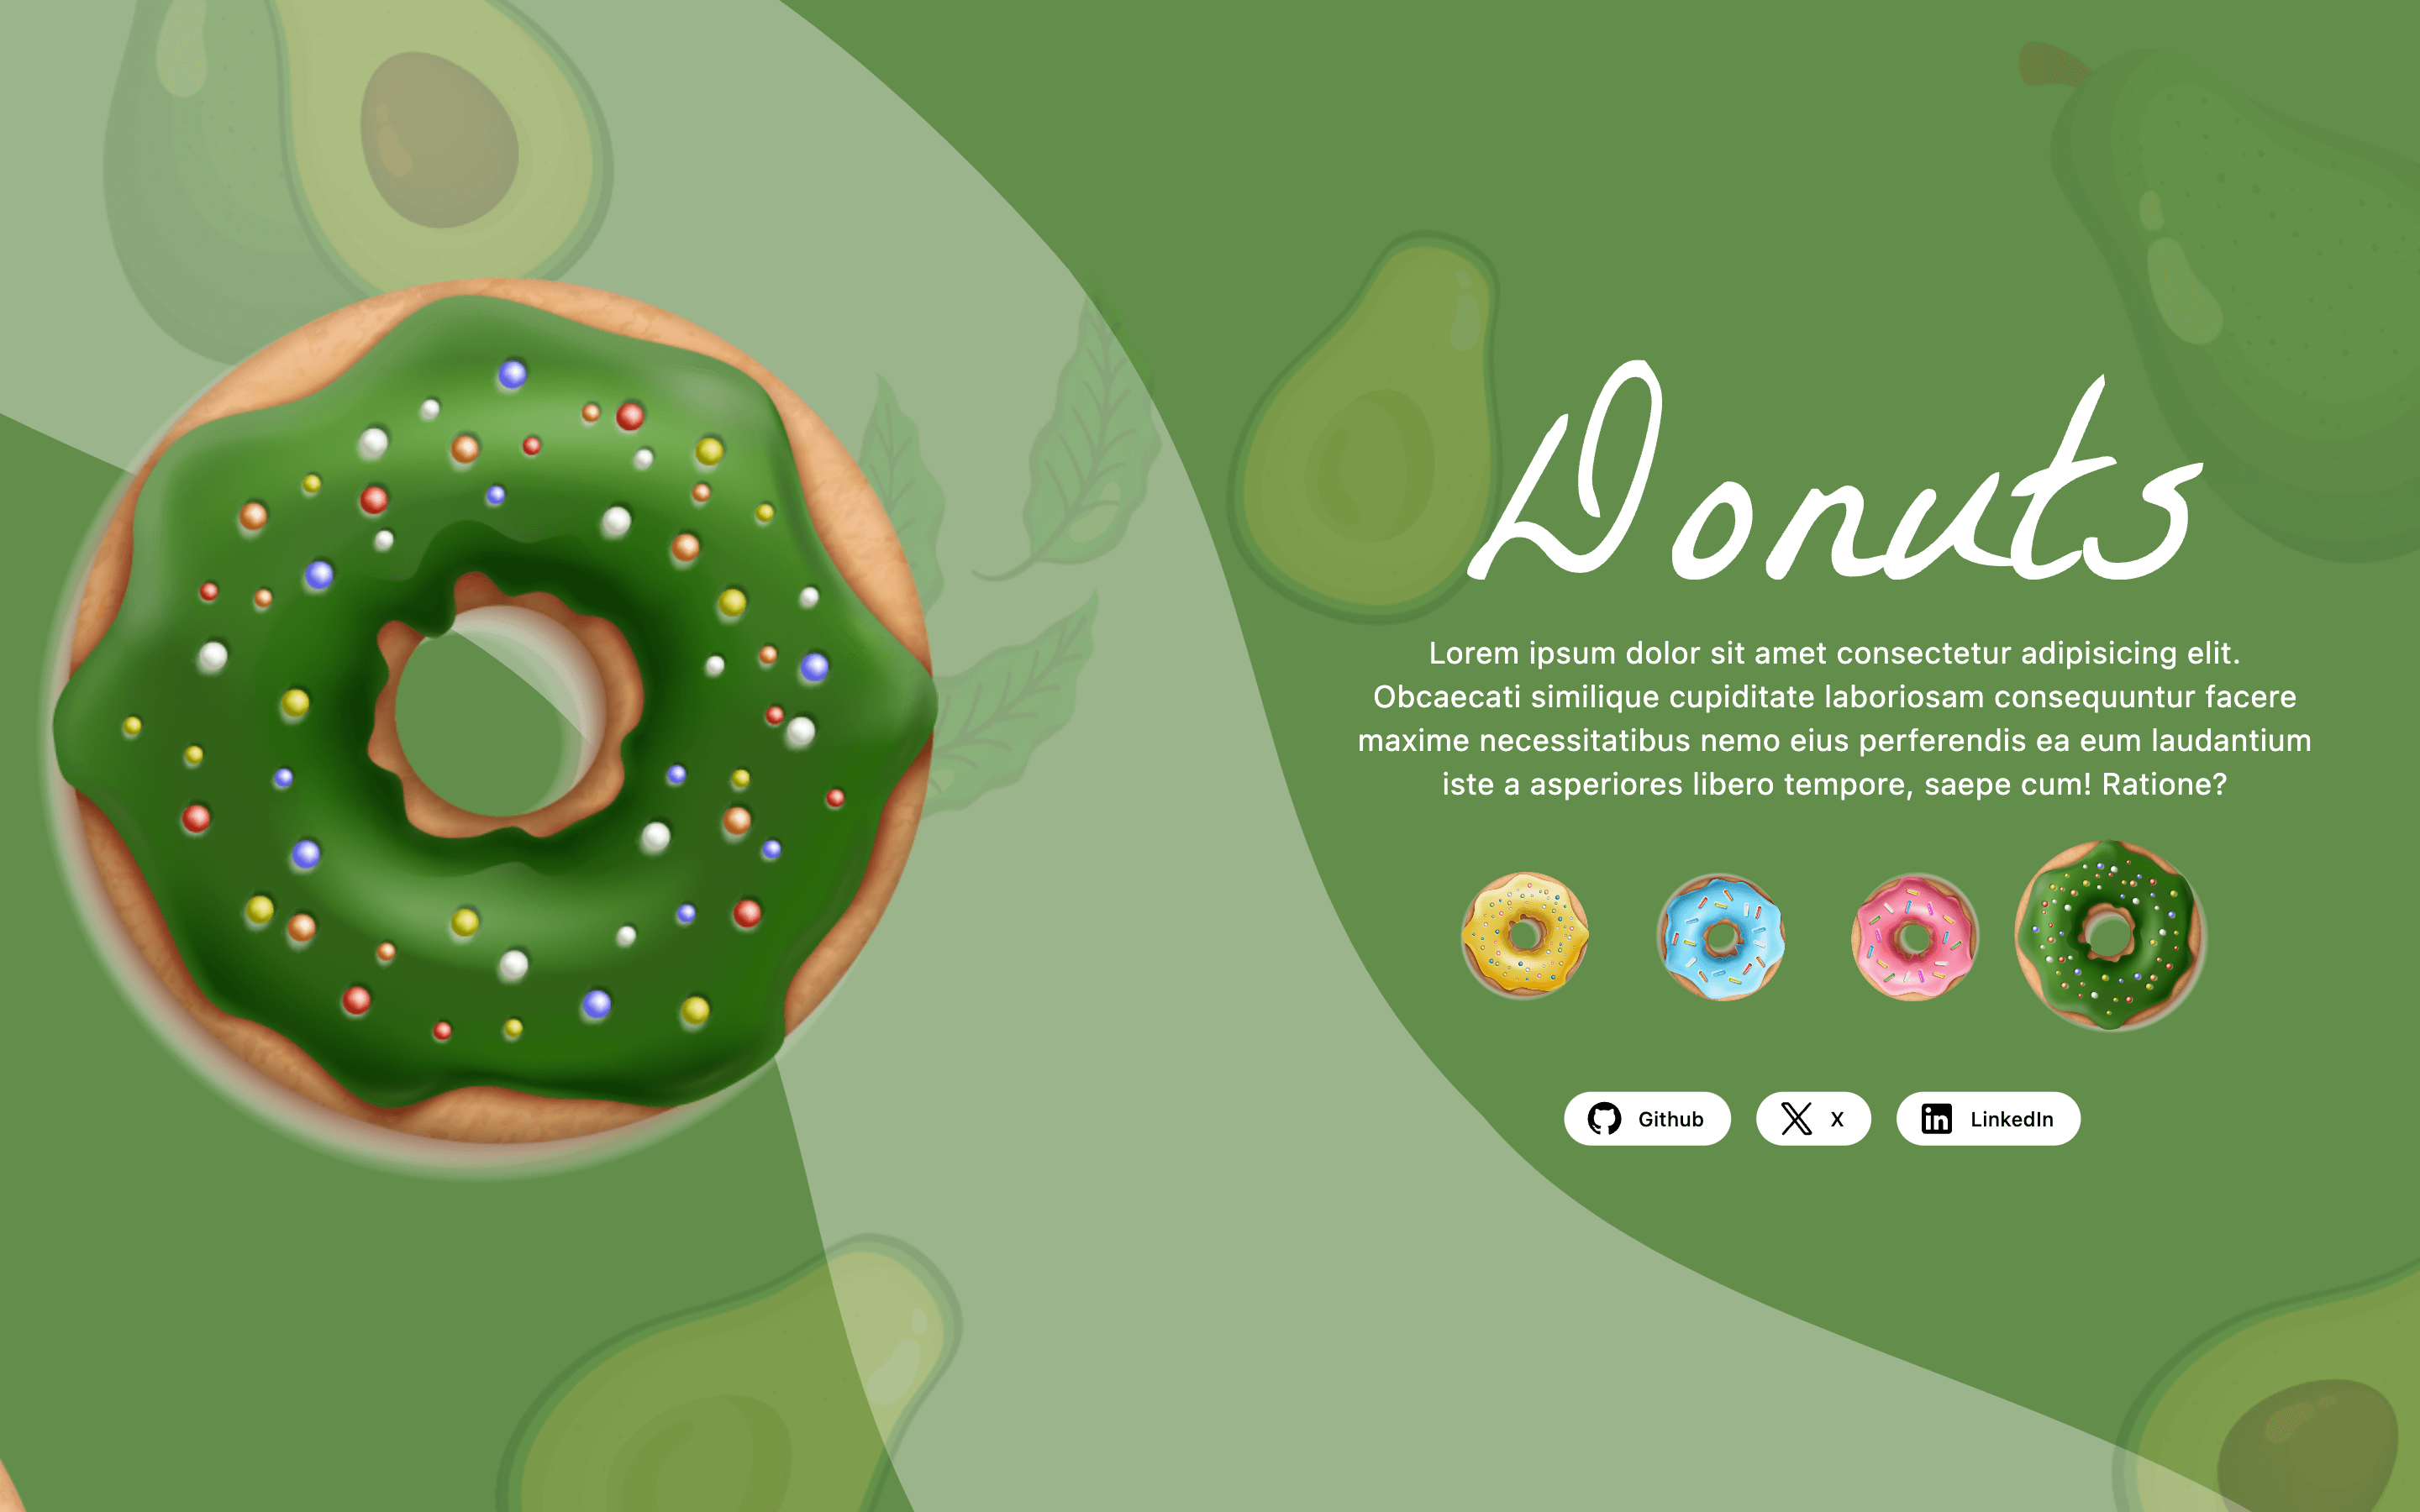 Donuts
Lorem ipsum dolor sit amet consectetur adipisicing elit.
Obcaecati similique cupiditate laboriosam consequuntur facere
maxime necessitatibus nemo eius perferendis ea eum laudantium
iste a asperiores libero tempore, saepe cum! Ratione?
Github
X
LinkedIn